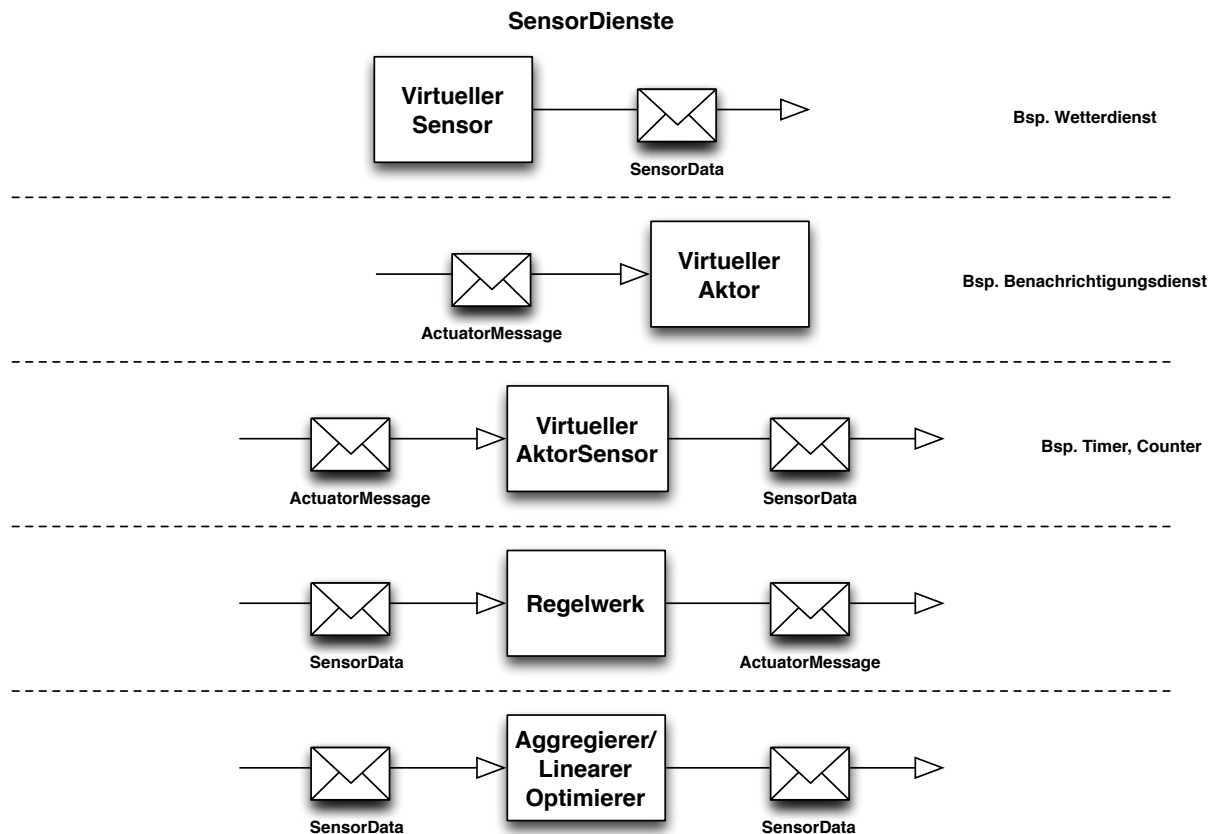 SensorDienste
Virtueller
Sensor
SensorData
Bsp. Wetterdienst
ActuatorMessage
Virtueller
Aktor
Bsp. Benachrichtigungsdienst
ActuatorMessage
Virtueller
AktorSensor
SensorData
Bsp. Timer, Counter
SensorData
Regelwerk
ActuatorMessage
SensorData
Aggregierer/
Linearer
Optimierer
SensorData